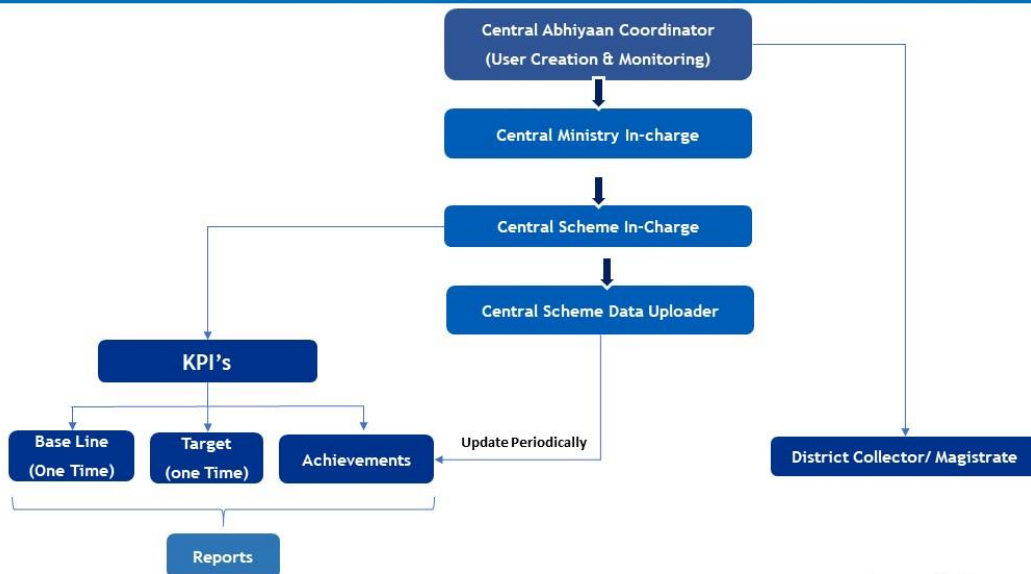 Central Abhiyaan Coordinator
(User Creation & Monitoring)
Central Ministry In-charge
Central Scheme In-Charge
Central Scheme Data Uploader
KPI's
Base Line
(One Time)
Target
(one Time)
Achievements
Update Periodically
District Collector/ Magistrate
Reports